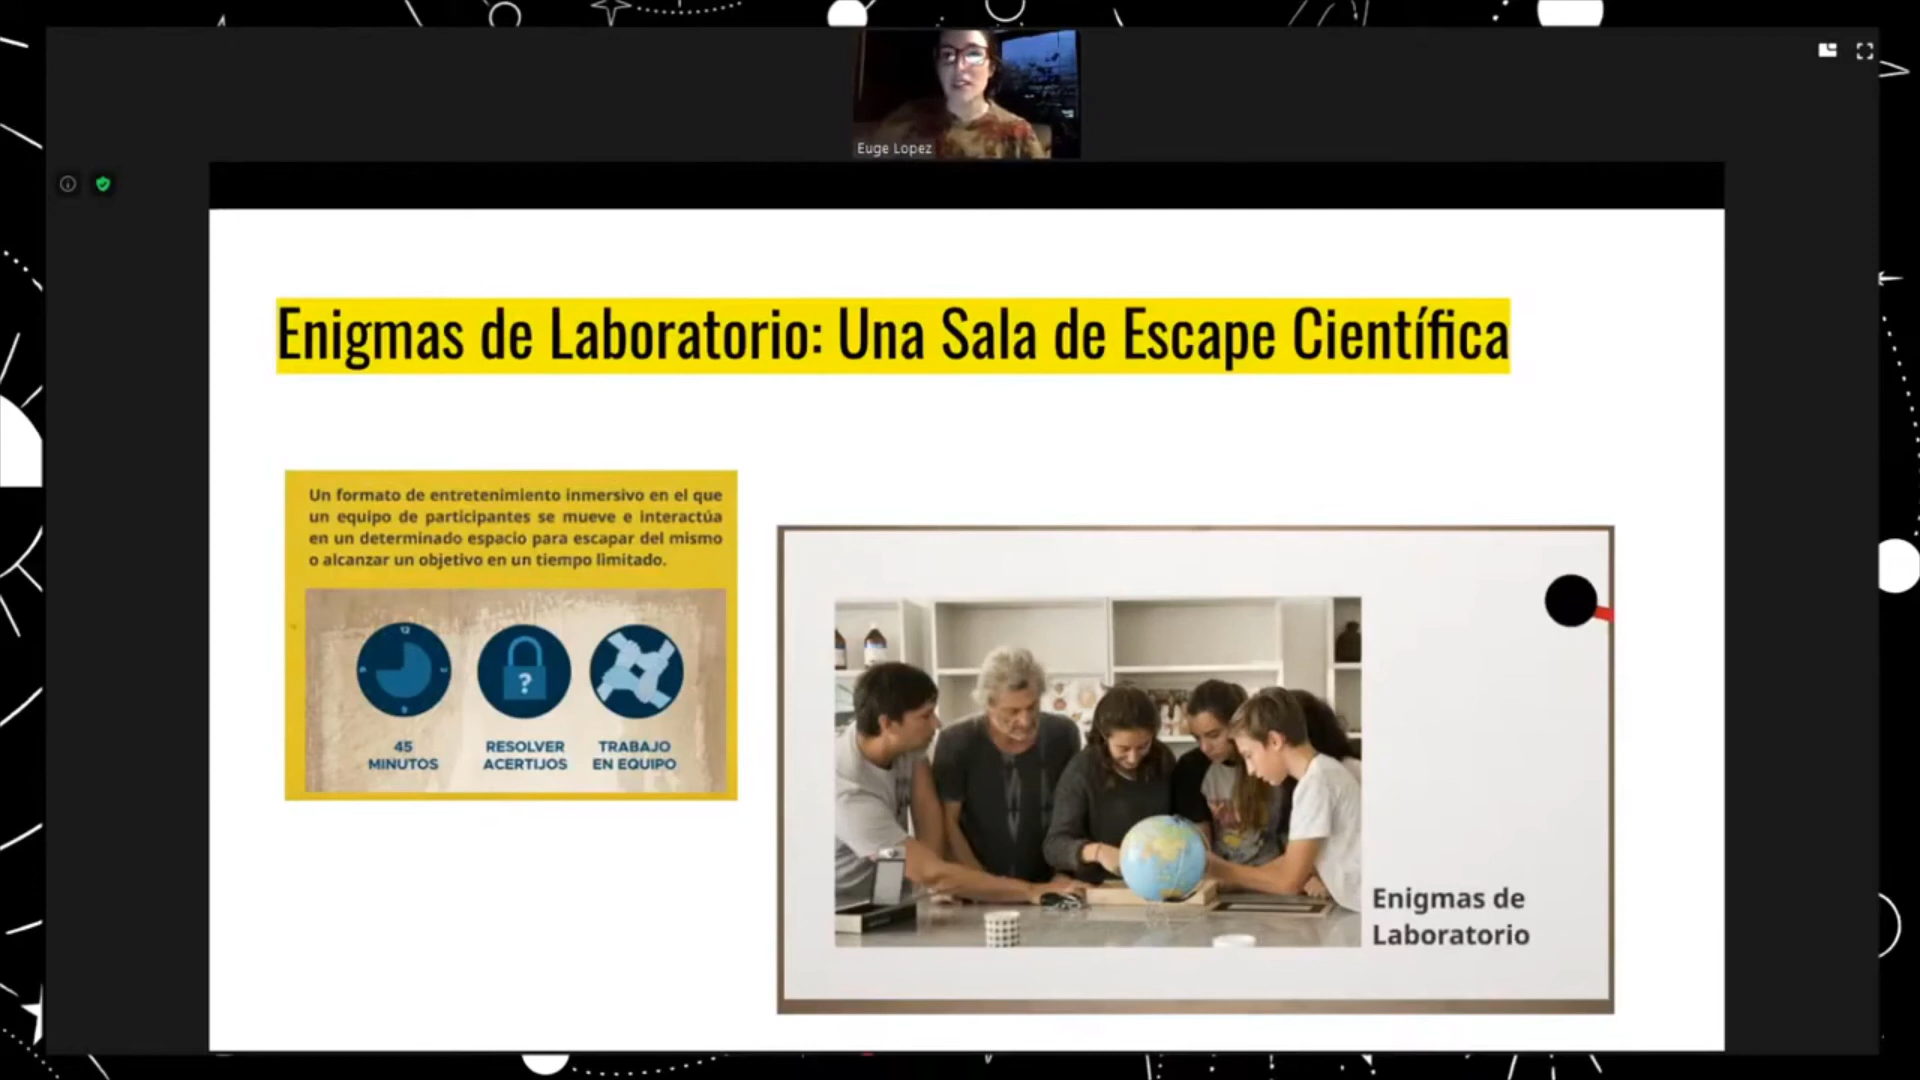 Euge Lopez
Enigmas de Laboratorio: Una Sala de Escape Científica
Un formato de entretenimiento inmersivo en el que
un equipo de participantes se mueve e interactúa
en un determinado espacio para escapar del mismo
o alcanzar un objetivo en un tiempo limitado.
12
?
45
MINUTOS
RESOLVER
ACERTIJOS
TRABAJO
EN EQUIPO
Enigmas de
Laboratorio